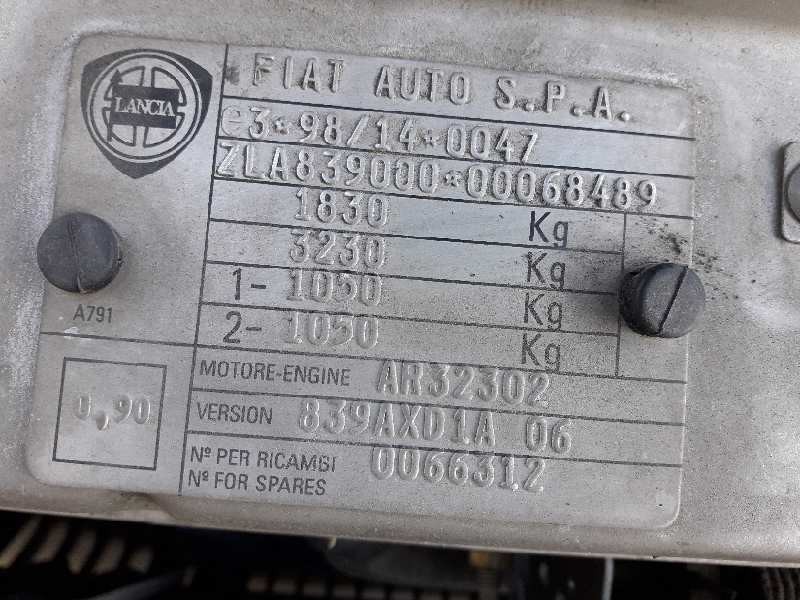 LANCIA
FIAT AUTO S.P.A.
e3*98/14*0047
ZLA839000*00068489
1830 Kg
3230 Kg
1- 1050 Kg
2- 1050 Kg
A791
0,90
MOTORE-ENGINE AR32302
VERSION 839AXD1A 06
Nº PER RICAMBI 0066312
Nº FOR SPARES